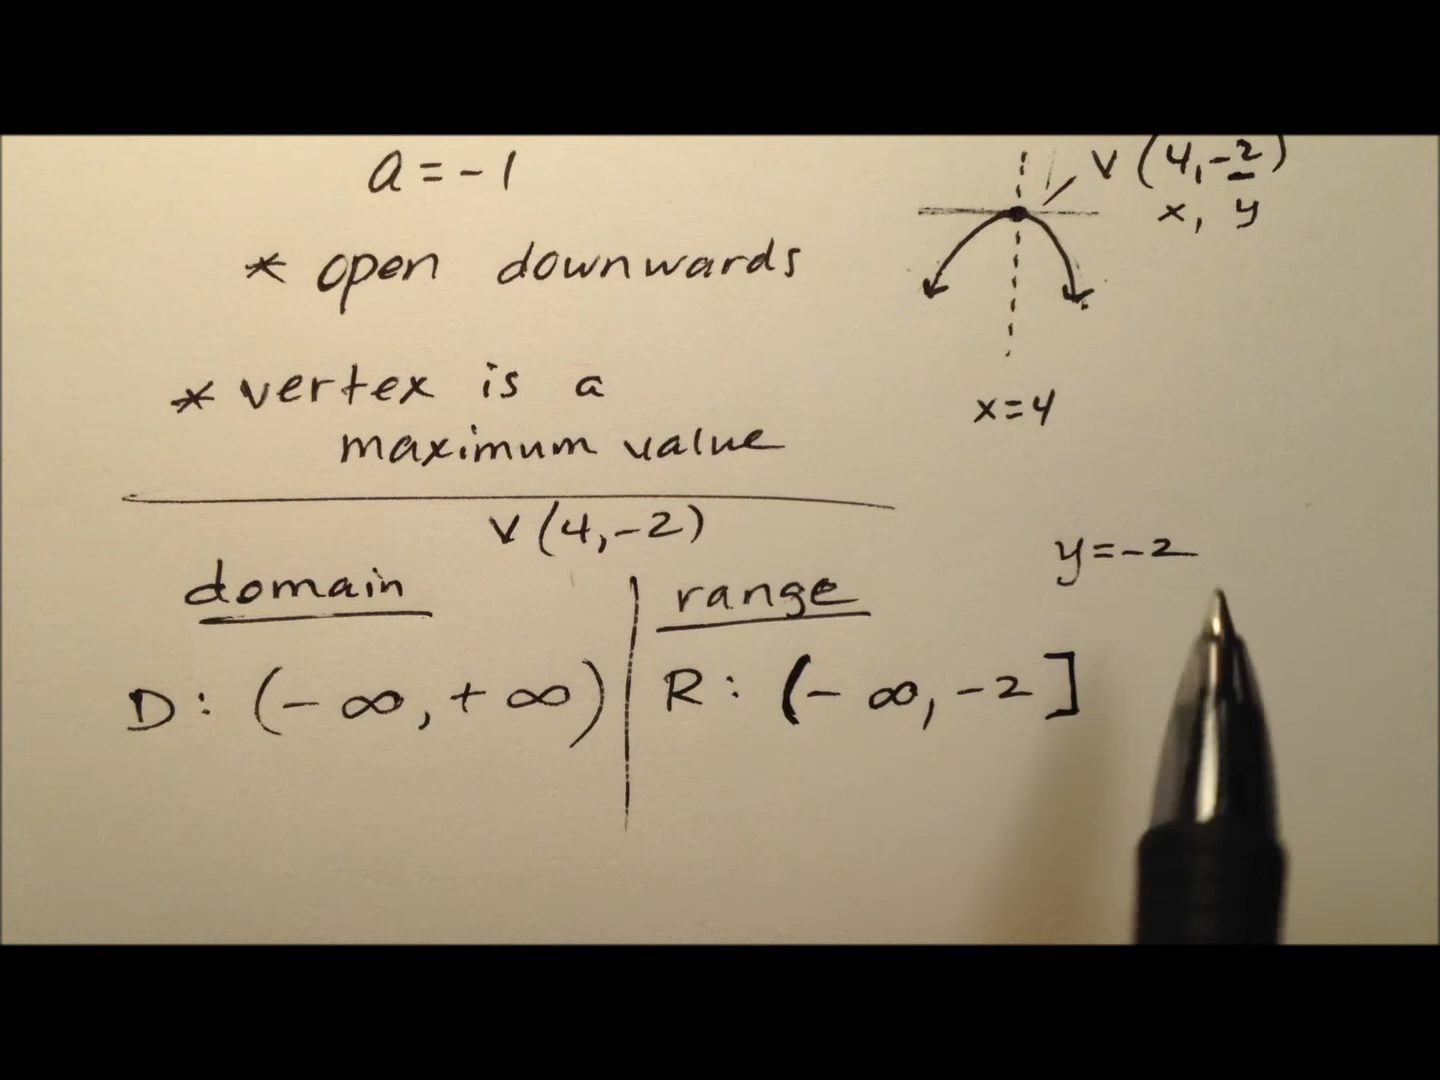 a = -1
V (4, -2)
x, y
* open downwards
* vertex is a
maximum value
x=4
V (4, -2)
y = -2
domain
range
D: (-∞, +∞)
R: (-∞, -2]